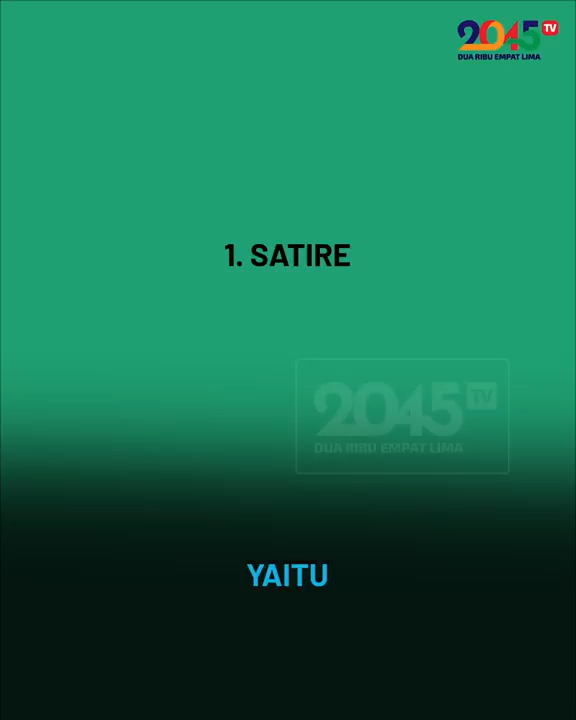 2045 TV
DUA RIBU EMPAT LIMA
1. SATIRE
2045 TV
DUA RIBU EMPAT LIMA
YAITU